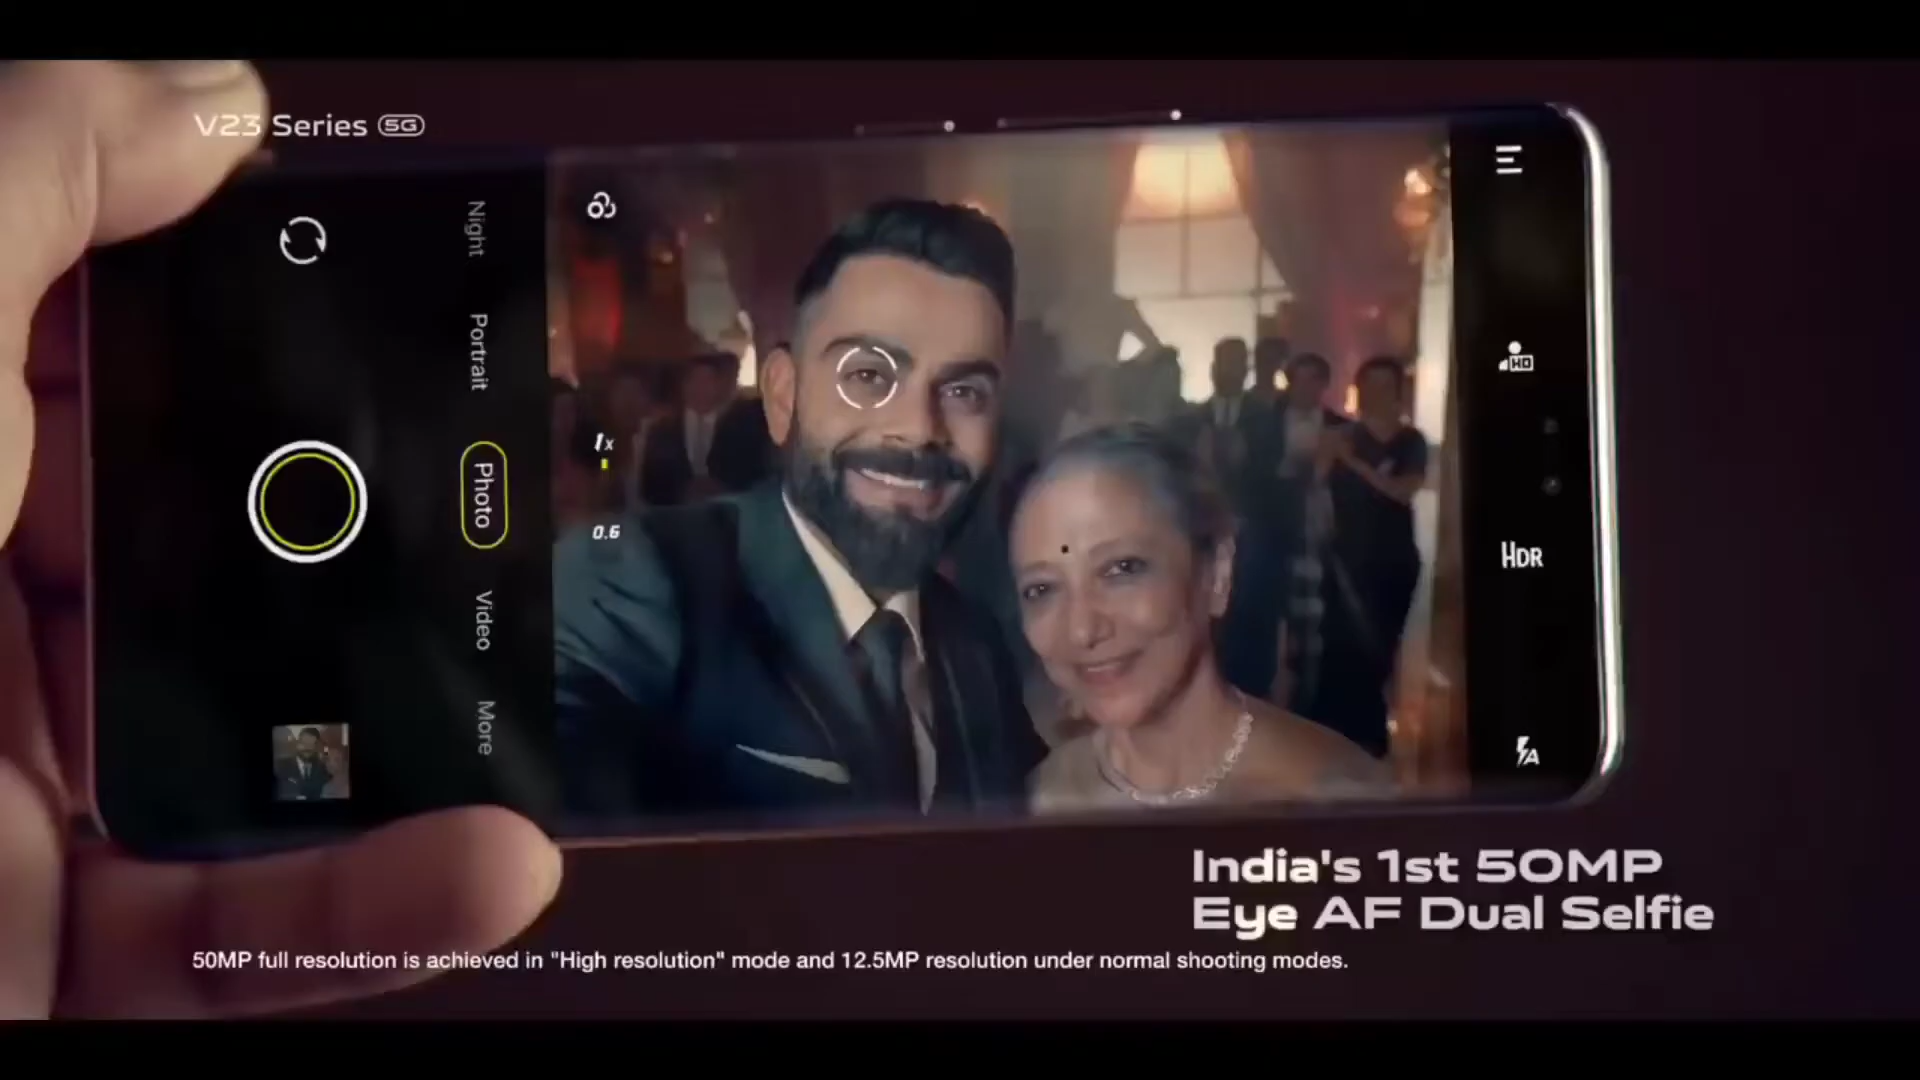 V23 Series 5G
Night
Portrait
Photo
Video
More
1x
0.6
HD
HDR
A
India's 1st 50MP
Eye AF Dual Selfie
50MP full resolution is achieved in "High resolution" mode and 12.5MP resolution under normal shooting modes.